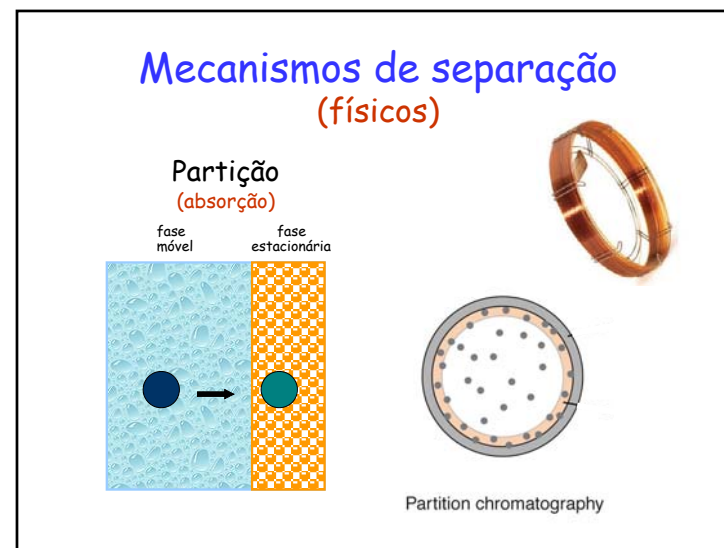 Mecanismos de separação
(físicos)
Partição
(absorção)
fase
móvel
fase
estacionária
Partition chromatography